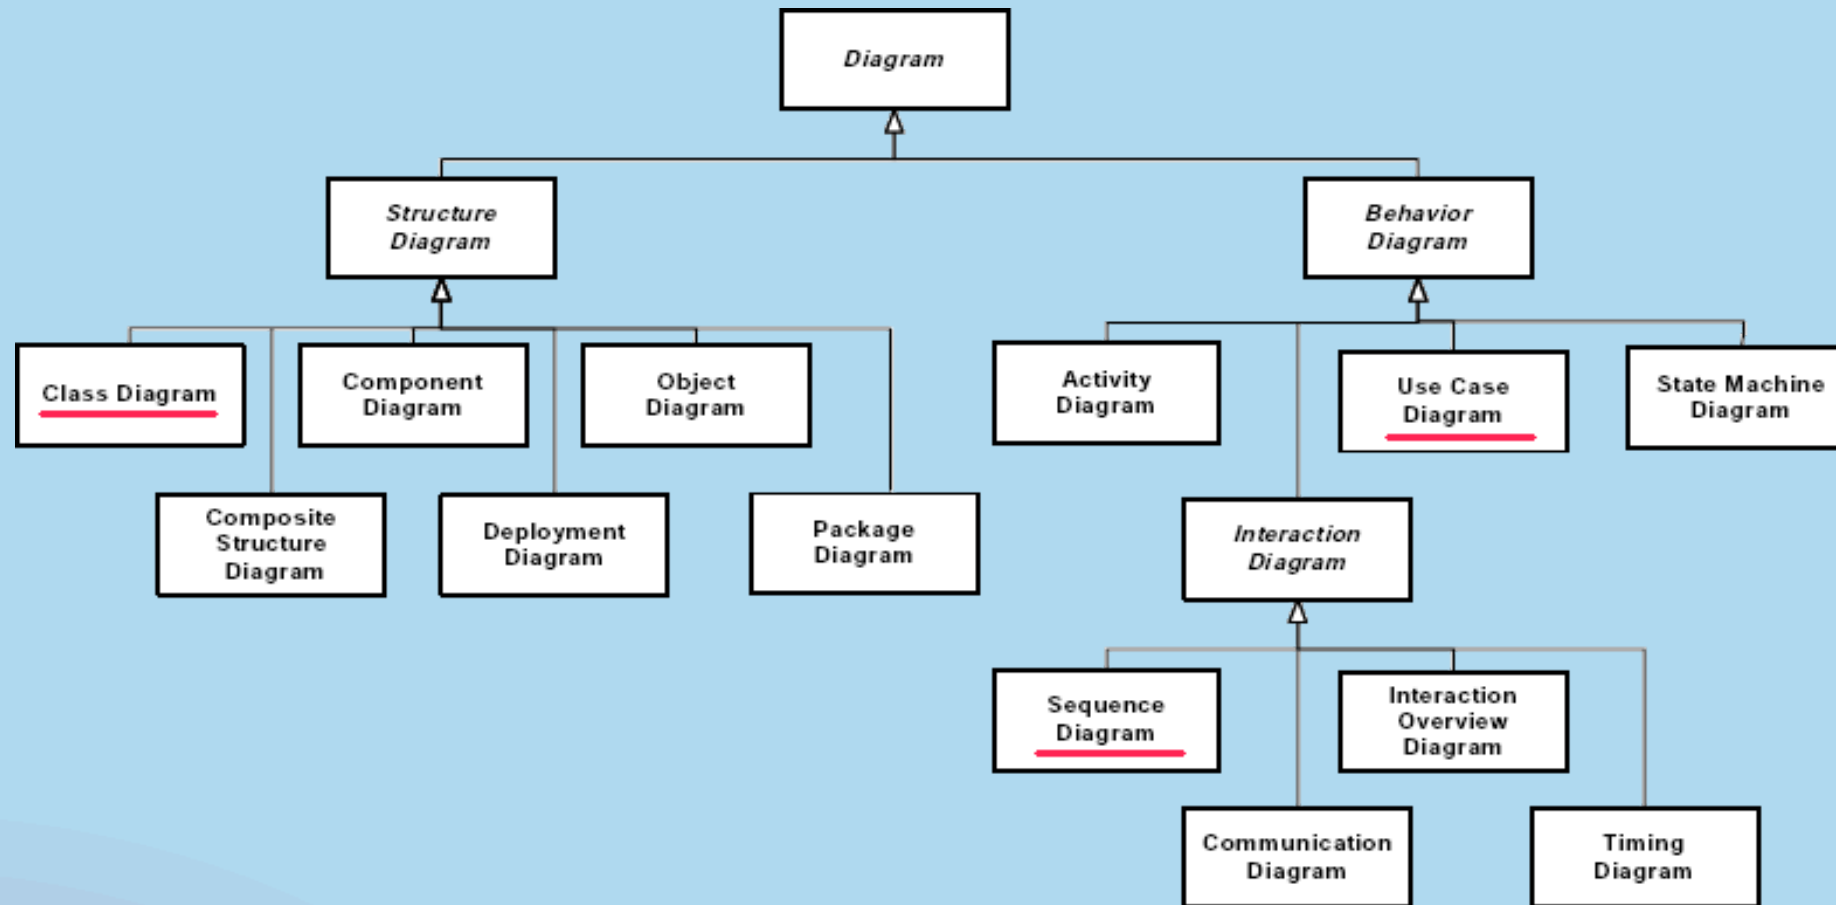 Diagram
Structure
Diagram
Behavior
Diagram
Class Diagram
Component
Diagram
Object
Diagram
Activity
Diagram
Use Case
Diagram
State Machine
Diagram
Composite
Structure
Diagram
Deployment
Diagram
Package
Diagram
Interaction
Diagram
Sequence
Diagram
Interaction
Overview
Diagram
Communication
Diagram
Timing
Diagram